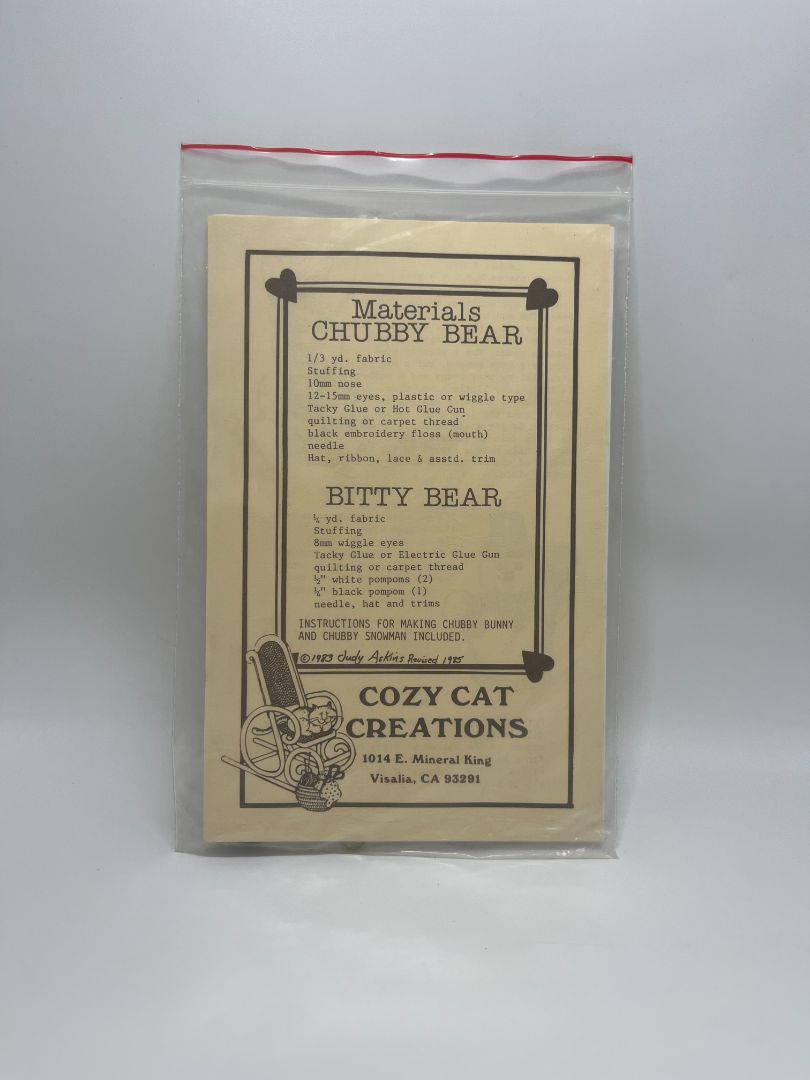 Materials
CHUBBY BEAR
1/3 yd. fabric
Stuffing
10mm nose
12-15mm eyes, plastic or wiggle type
Tacky Glue or Hot Glue Gun
quilting or carpet thread
black embroidery floss (mouth)
needle
Hat, ribbon, lace & asstd. trim
BITTY BEAR
¼ yd. fabric
Stuffing
8mm wiggle eyes
Tacky Glue or Electric Glue Gun
quilting or carpet thread
½" white pompoms (2)
¼" black pompom (1)
needle, hat and trims
INSTRUCTIONS FOR MAKING CHUBBY BUNNY
AND CHUBBY SNOWMAN INCLUDED.
©1983 Judy Askins Revised 1985
COZY CAT
CREATIONS
1014 E. Mineral King
Visalia, CA 93291